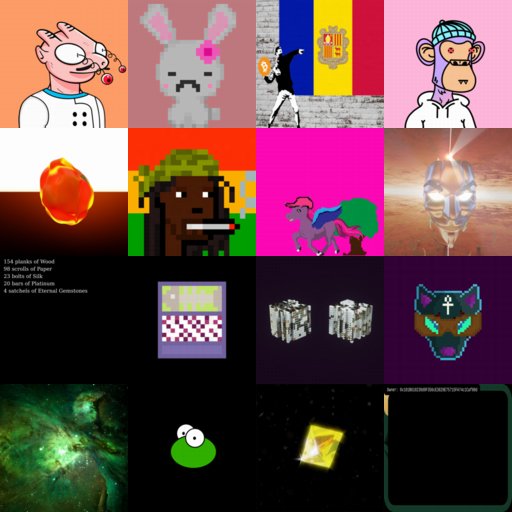 154 planks of Wood
98 scrolls of Paper
23 bolts of Silk
20 bars of Platinum
4 satchels of Eternal Gemstones